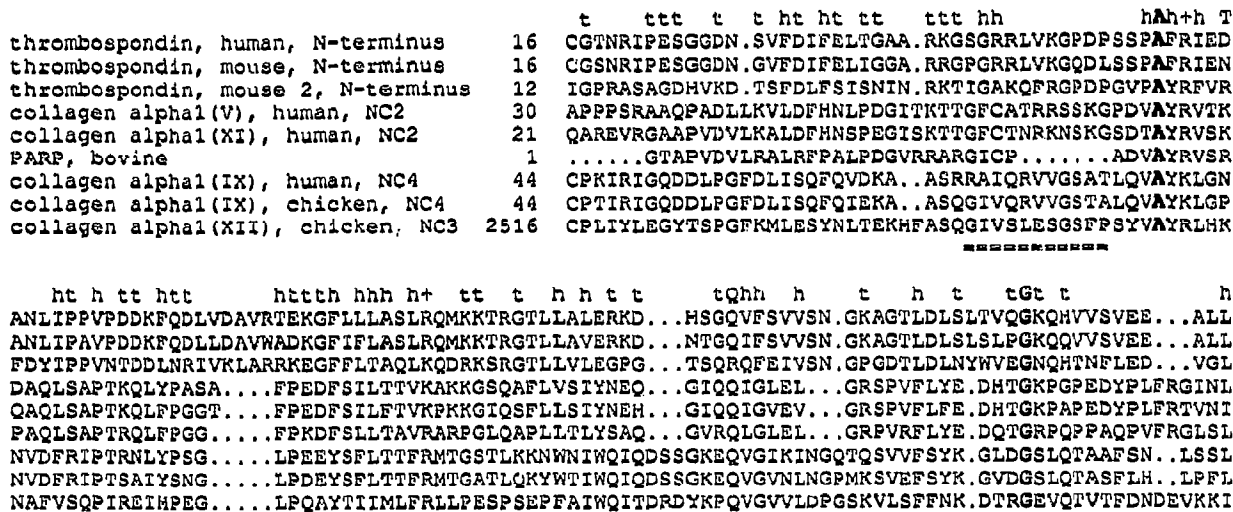 t ttt t t ht ht tt ttt hh hAh+h T
thrombospondin, human, N-terminus 16 CGTNRIPESGGDN.SVFDIFELTGAA.RKGSGRRLVKGPDPSSPAFRIED
thrombospondin, mouse, N-terminus 16 CGSNRIPESGGDN.GVFDIFELIGGA.RRGPGRRLVKGQDLSSPAFRIEN
thrombospondin, mouse 2, N-terminus 12 IGPRASAGDHVKD.TSFDLFSISNIN.RKTIGAKQFRGPDPGVPAYRFVR
collagen alpha1(V), human, NC2 30 APPPSRAAQPADLLKVLDFHNLPDGITKTTGFCATRRSSKGPDVAYRVTK
collagen alpha1(XI), human, NC2 21 QAREVRGAAPVDVLKALDFHNSPEGISKTTGFCTNRKNSKGSDTAYRVSK
PARP, bovine 1 ......GTAPVDVLRALRFPALPDGVRRARGICP.......ADVAYRVSR
collagen alpha1(IX), human, NC4 44 CPKIRIGQDDLPGFDLISQFQVDKA..ASRRAIQRVVGSATLQVAYKLGN
collagen alpha1(IX), chicken, NC4 44 CPTIRIGQDDLPGFDLISQFQIEKA..ASQGIVQRVVGSTALQVAYKLGP
collagen alpha1(XII), chicken, NC3 2516 CPLIYLEGYTSPGFKMLESYNLTEKHFASQGIVSLESGSFPSYVAYRLHK
============
ht h tt htt httth hhh h+ tt t h h t t tQhh h t h t tGt t h
ANLIPPVPDDKFQDLVDAVRTEKGFLLLASLRQMKKTRGTLLALERKD...HSGQVFSVVSN.GKAGTLDLSLTVQGKQHVVSVEE...ALL
ANLIPAVPDDKFQDLLDAVWADKGFIFLASLRQMKKTRGTLLAVERKD...NTGQIFSVVSN.GKAGTLDLSLSLPGKQQVVSVEE...ALL
FDYIPPVNTDDLNRIVKLARRKEGFFLTAQLKQDRKSRGTLLVLEGPG...TSQRQFEIVSN.GPGDTLDLNYWVEGNQHTNFLED...VGL
DAQLSAPTKQLYPASA....FPEDFSILTTVKAKKGSQAFLVSIYNEQ...GIQQIGLEL...GRSPVFLYE.DHTGKPGPEDYPLFRGINL
QAQLSAPTKQLFPGGT....FPEDFSILFTVKPKKGIQSFLLSIYNEH...GIQQIGVEV...GRSPVFLFE.DHTGKPAPEDYPLFRTVNI
PAQLSAPTRQLFPGG.....FPKDFSLLTAVRARPGLQAPLLTLYSAQ...GVRQLGLEL...GRPVRFLYE.DQTGRPQPPAQPVFRGLSL
NVDFRIPTRNLYPSG.....LPEEYSFLTTFRMTGSTLKKNWNIWQIQDSSGKEQVGIKINGQTQSVVFSYK.GLDGSLQTAAFSN..LSSL
NVDFRIPTSAIYSNG.....LPDEYSFLTTFRMTGATLQKYWTIWQIQDSSGKEQVGVNLNGPMKSVEFSYK.GVDGSLQTASFLH..LPFL
NAFVSQPIREIHPEG.....LPQAYTIIMLFRLLPESPSEPFAIWQITDRDYKPQVGVVLDPGSKVLSFFNK.DTRGEVQTVTFDNDEVKKI